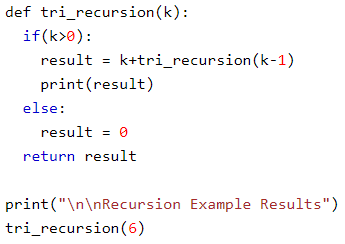 def tri_recursion(k):
  if(k>0):
    result = k+tri_recursion(k-1)
    print(result)
  else:
    result = 0
  return result

print("\n\nRecursion Example Results")
tri_recursion(6)